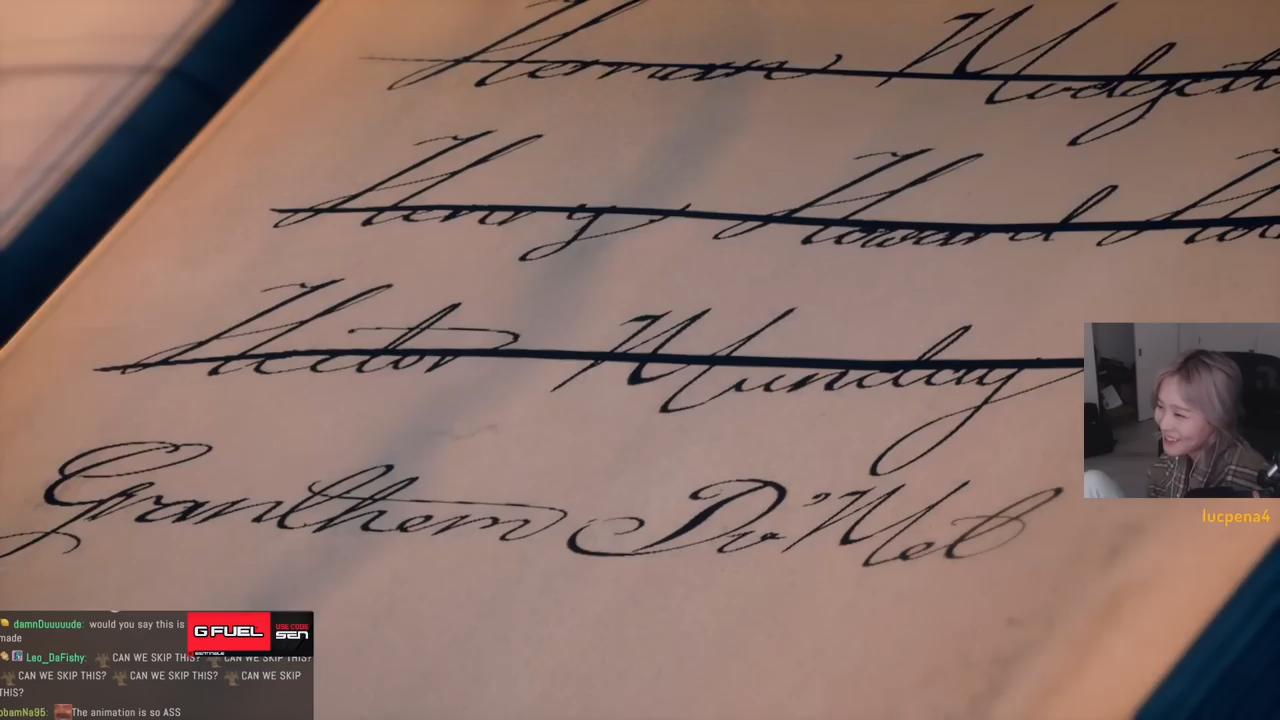 Herman Mudgett
Henry Howard Ho
Hector Munday
Granthem Du'Met
lucpena4
damnDuuuuude: would you say this is
made
G FUEL
USE CODE
SEN
Leo_DaFishy: CAN WE SKIP THIS? CAN WE SKIP THIS?
CAN WE SKIP THIS? CAN WE SKIP THIS? CAN WE SKIP
THIS?
obamNa95: The animation is so ASS